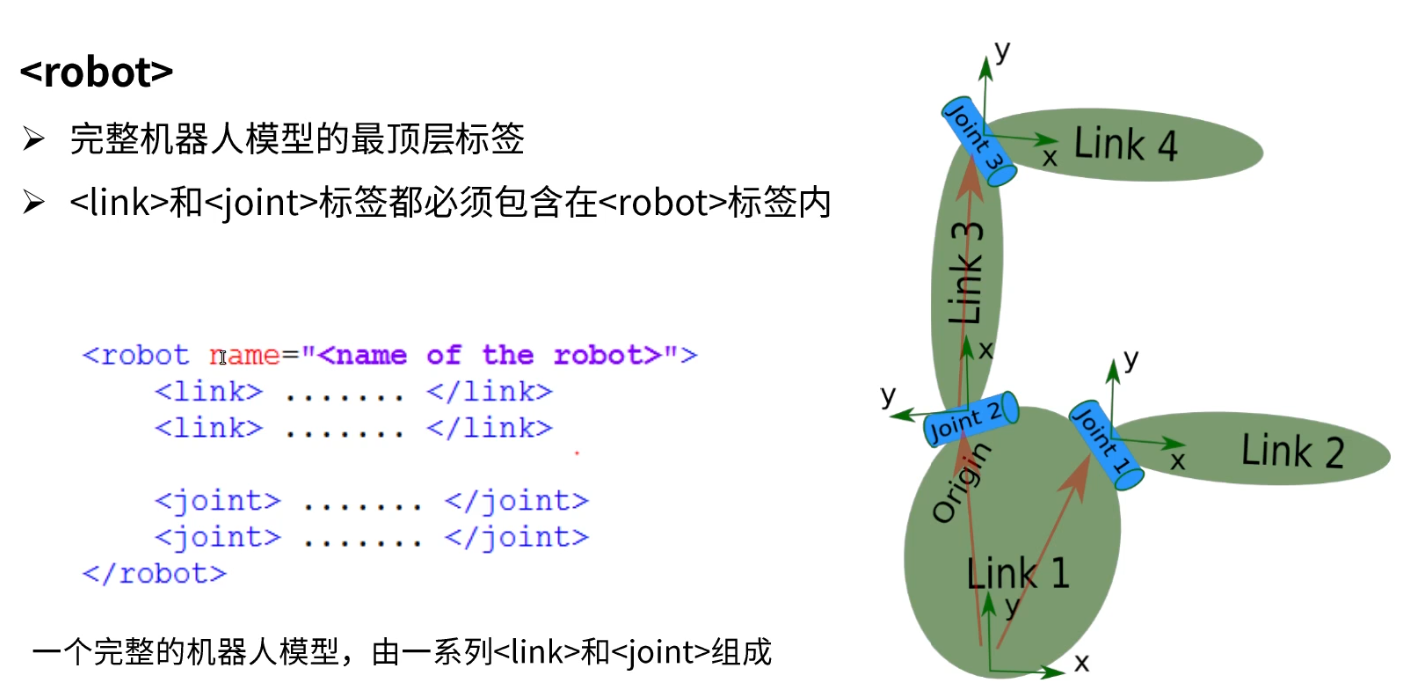 <robot>
➢ 完整机器人模型的最顶层标签
➢ <link>和<joint>标签都必须包含在<robot>标签内
<robot name="<name of the robot>">
<link> ....... </link>
<link> ....... </link>
<joint> ....... </joint>
<joint> ....... </joint>
</robot>
一个完整的机器人模型，由一系列<link>和<joint>组成
y
Joint 3
x
Link 4
Link 3
x
y
Joint 2
Origin
y
Joint 1
x
Link 2
Link 1
y
x